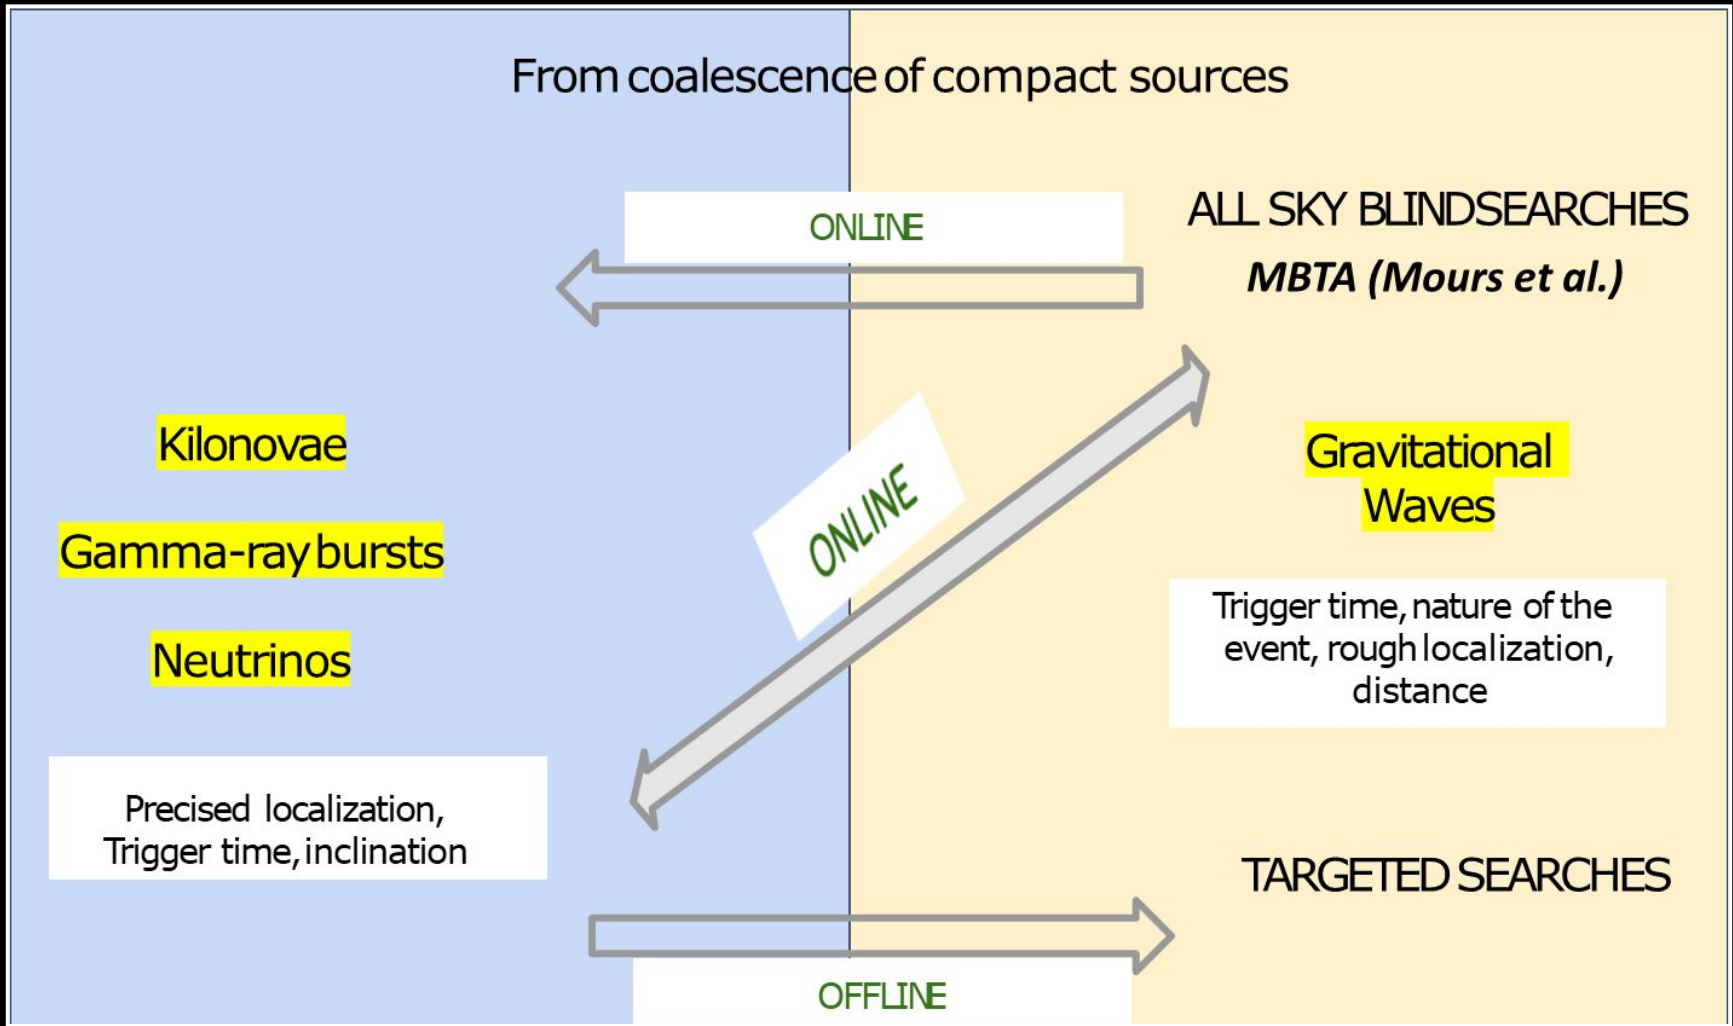 From coalescence of compact sources
ONLINE
ALL SKY BLINDSEARCHES
MBTA (Mours et al.)
Kilonovae
Gamma-ray bursts
Neutrinos
Precised localization,
Trigger time, inclination
ONLINE
Gravitational
Waves
Trigger time, nature of the
event, rough localization,
distance
TARGETED SEARCHES
OFFLINE